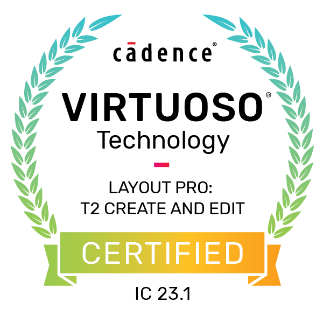 cādence®
VIRTUOSO®
Technology
LAYOUT PRO:
T2 CREATE AND EDIT
CERTIFIED
IC 23.1